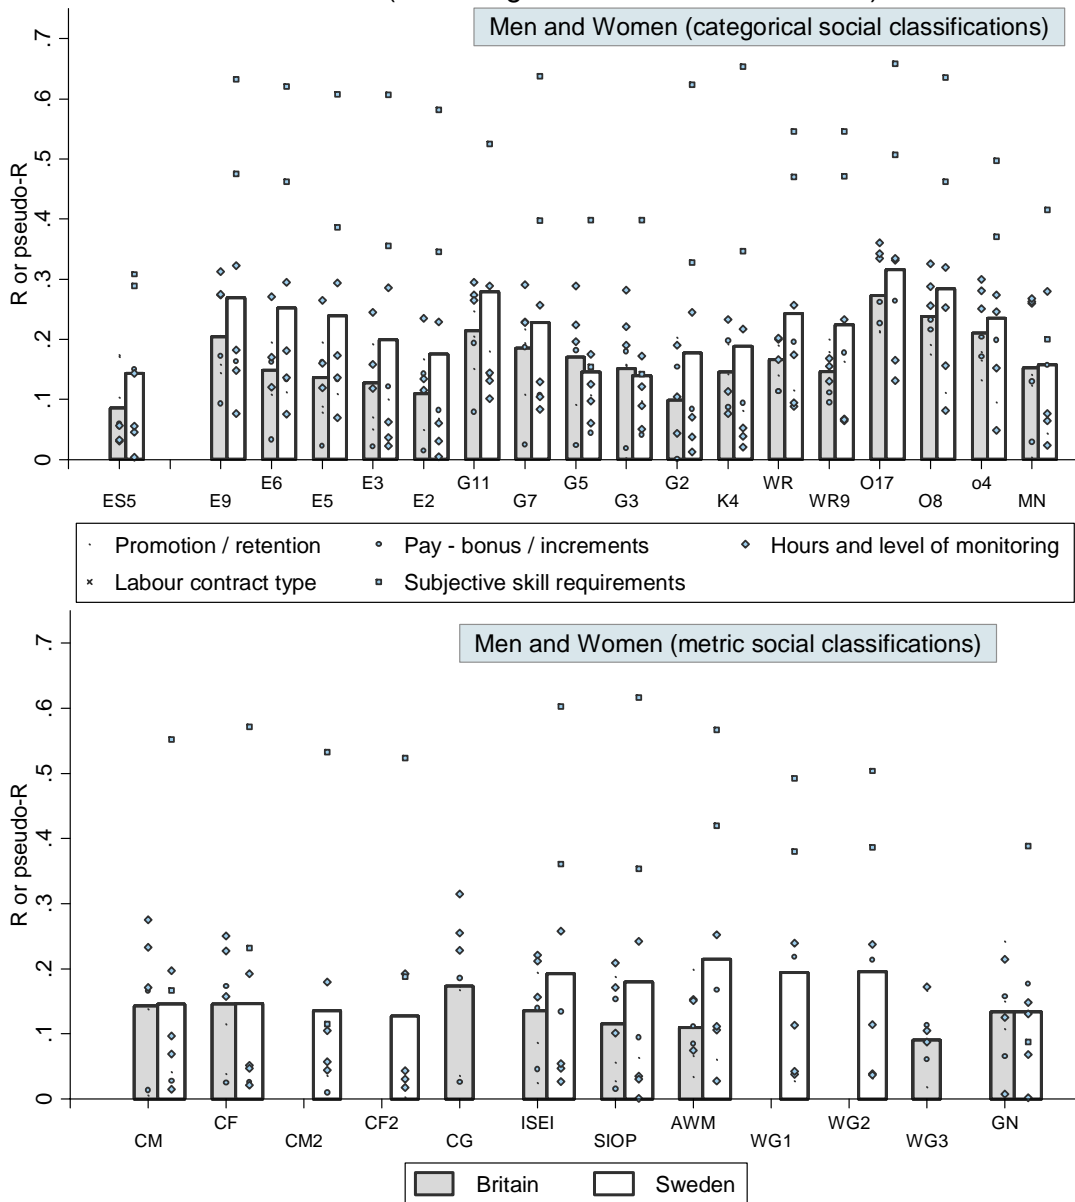 Men and Women (categorical social classifications)
R or pseudo-R
.7
.6
.5
.4
.3
.2
.1
0
ES5 E9 E6 E5 E3 E2 G11 G7 G5 G3 G2 K4 WR WR9 O17 O8 o4 MN
Promotion / retention Pay - bonus / increments Hours and level of monitoring
Labour contract type Subjective skill requirements
Men and Women (metric social classifications)
R or pseudo-R
.7
.6
.5
.4
.3
.2
.1
0
CM CF CM2 CF2 CG ISEI SIOP AWM WG1 WG2 WG3 GN
Britain Sweden